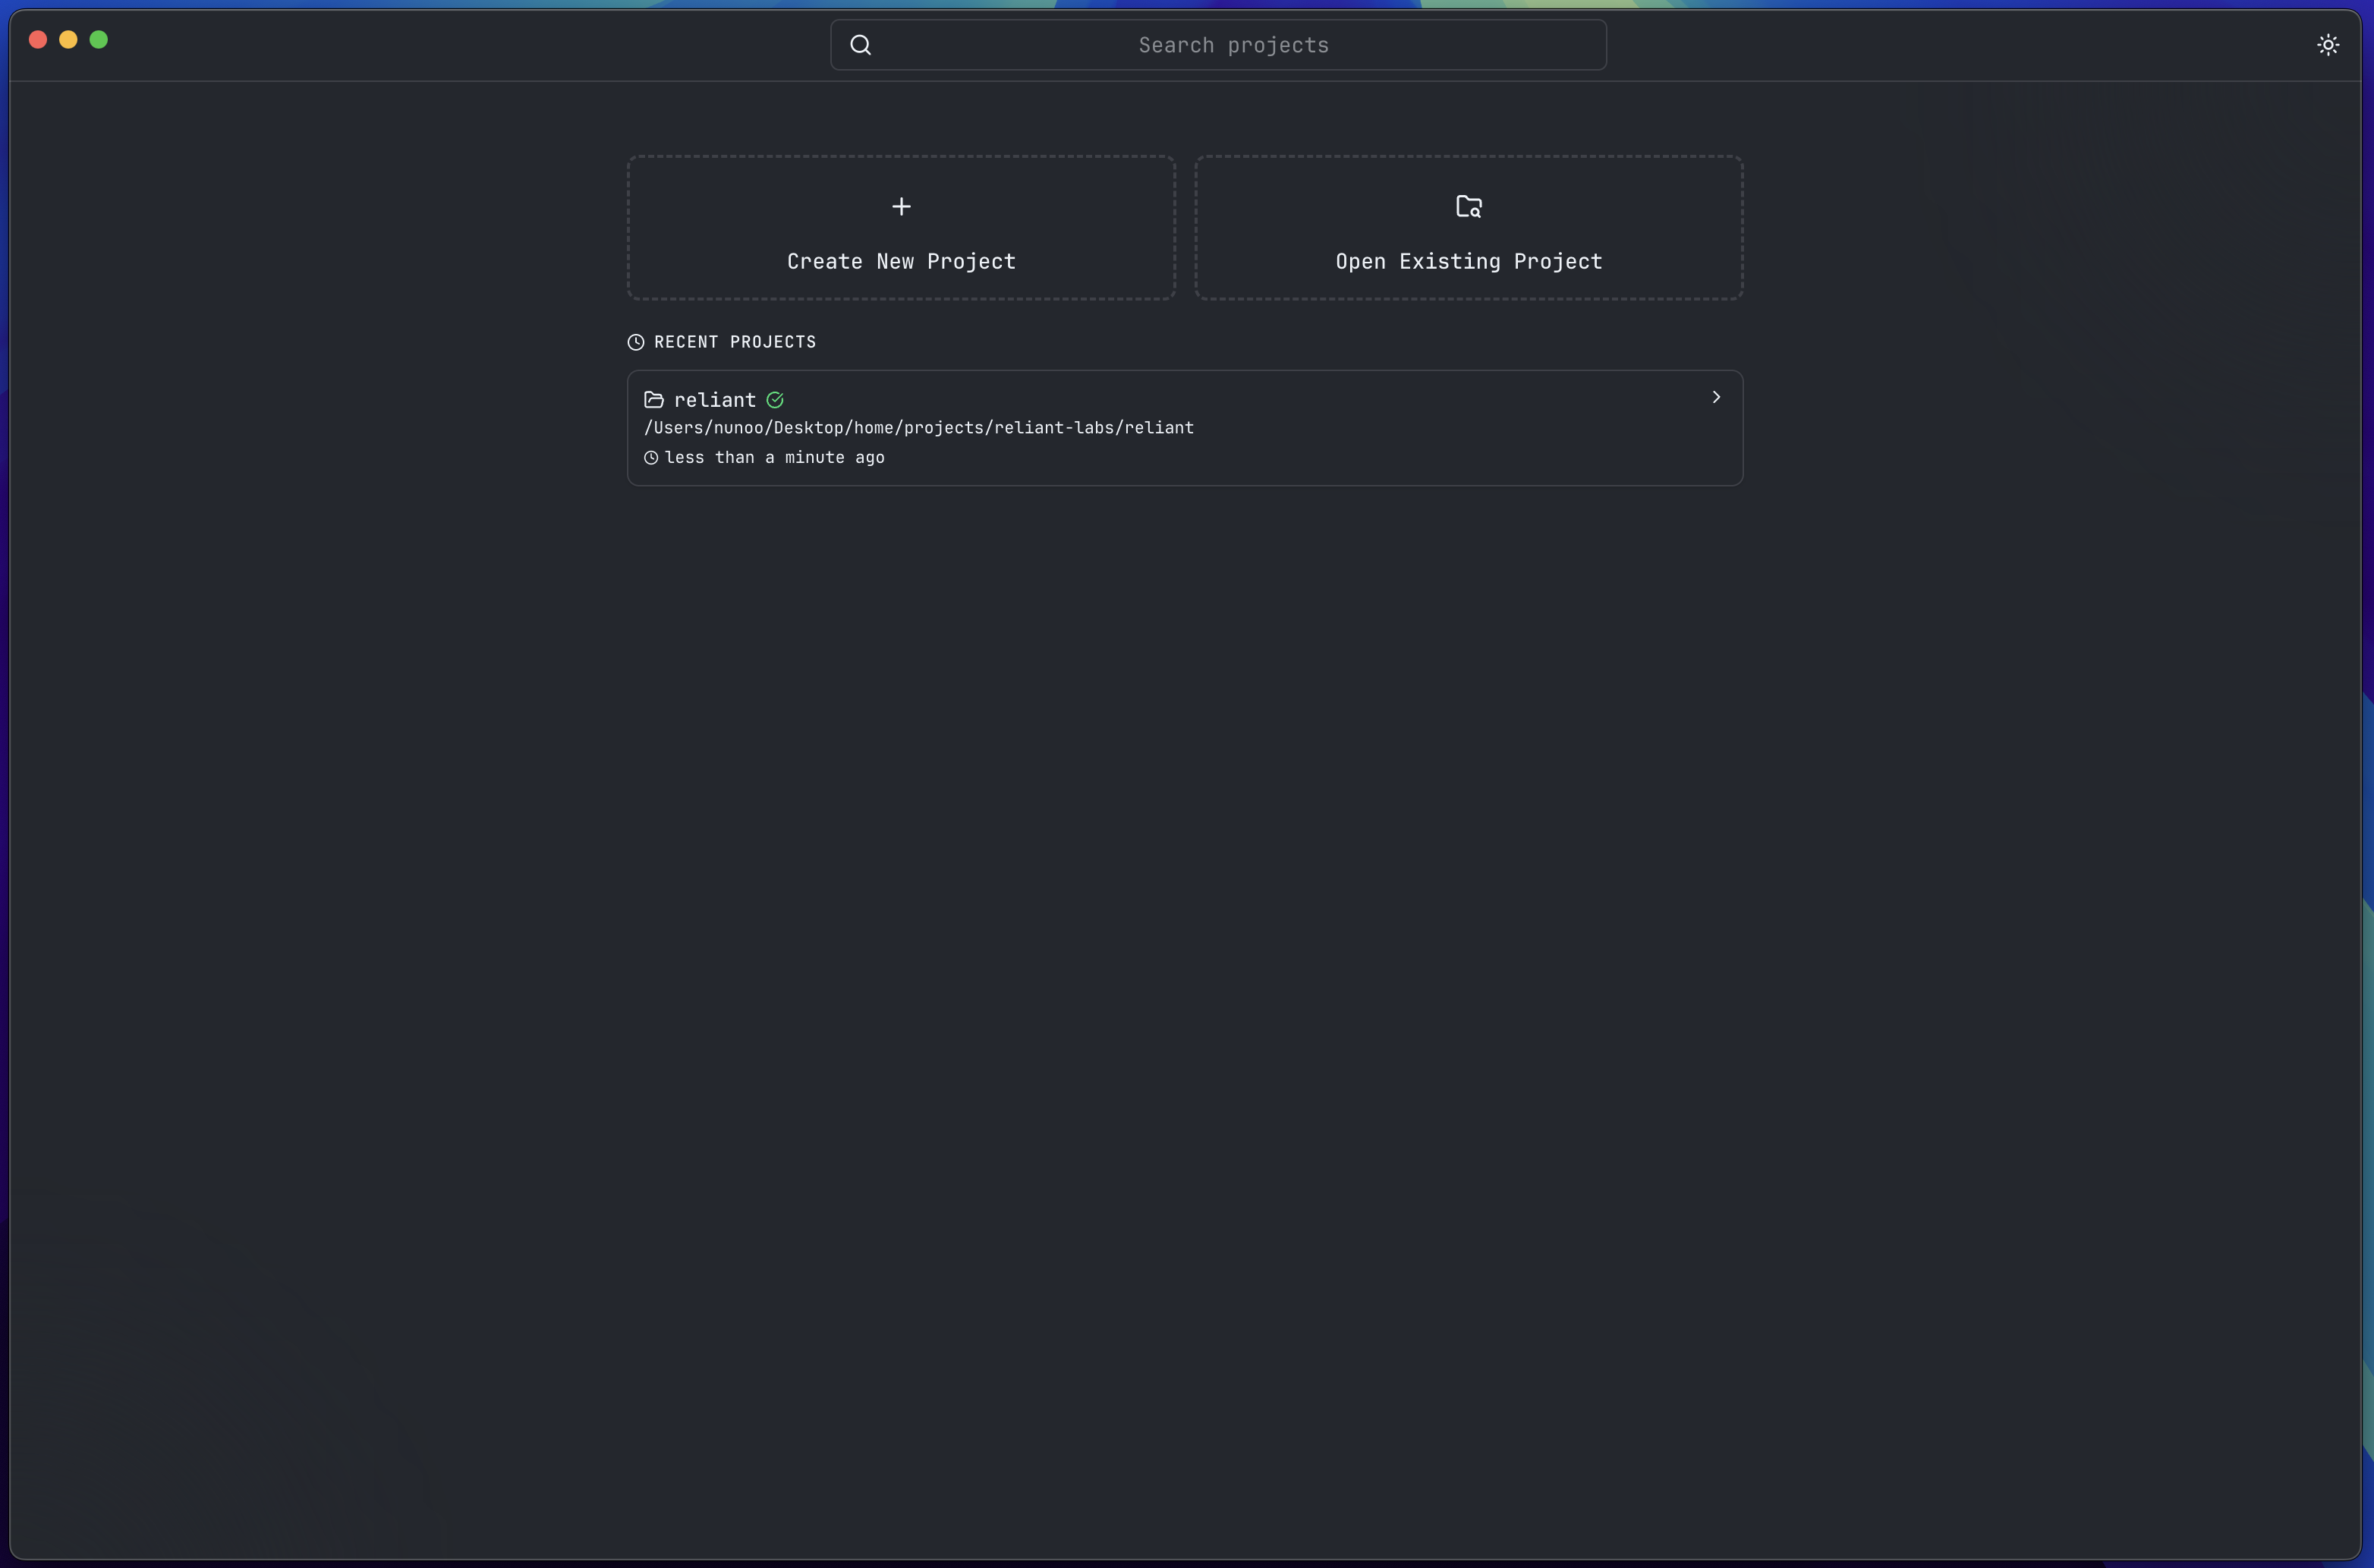 Search projects
Create New Project
Open Existing Project
RECENT PROJECTS
reliant
/Users/nunoo/Desktop/home/projects/reliant-labs/reliant
less than a minute ago